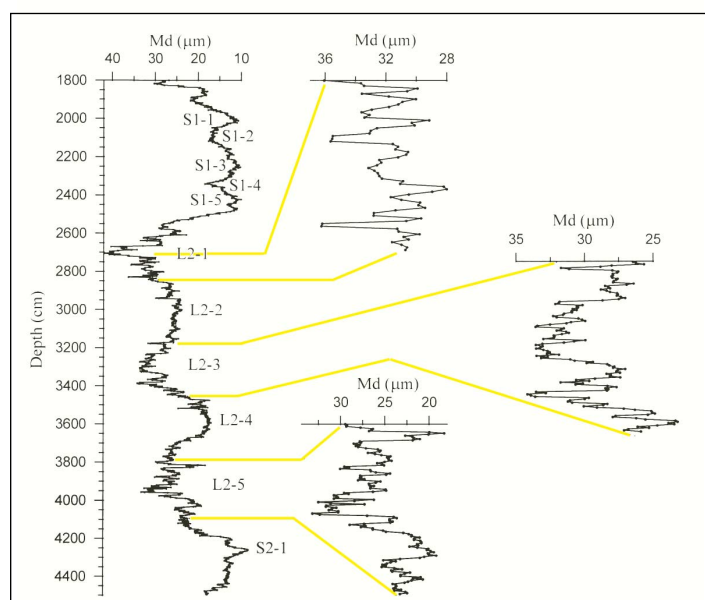 Md (μm)
40 30 20 10
Md (μm)
36 32 28
Depth (cm)
1800
2000
2200
2400
2600
2800
3000
3200
3400
3600
3800
4000
4200
4400
S1-1
S1-2
S1-3
S1-4
S1-5
L2-1
L2-2
L2-3
L2-4
L2-5
S2-1
Md (μm)
35 30 25
Md (μm)
30 25 20